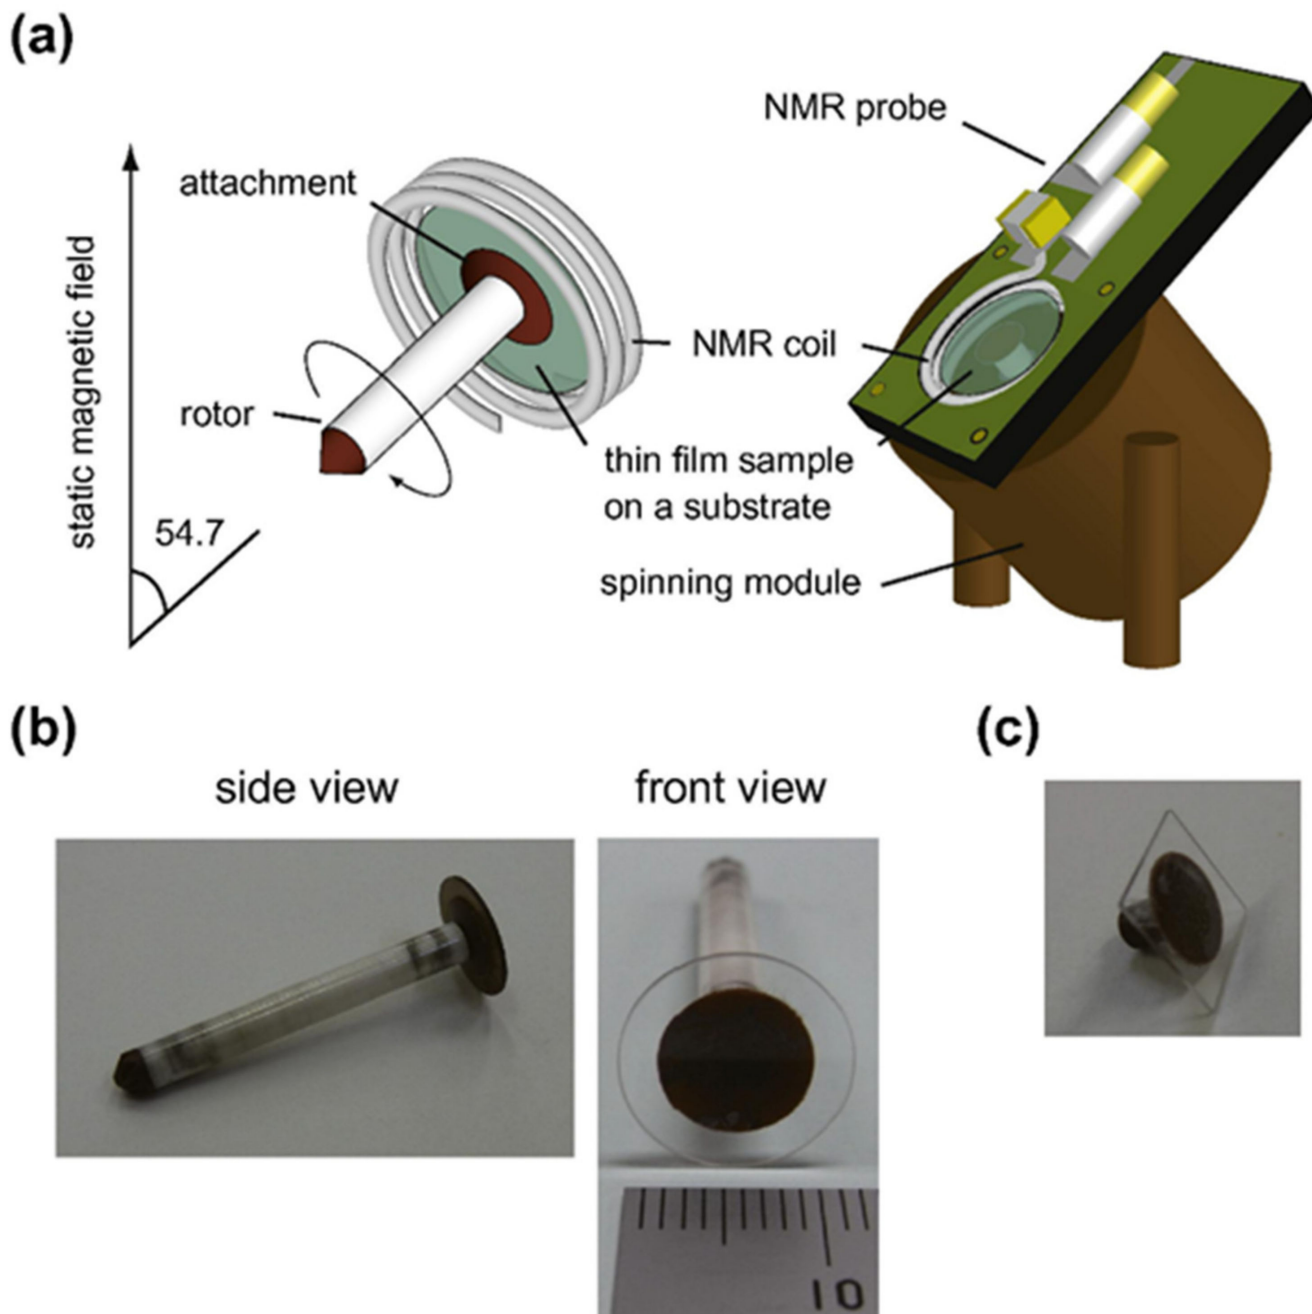 (a)
NMR probe
attachment
static magnetic field
NMR coil
rotor
thin film sample
on a substrate
54.7
spinning module
(b)
(c)
side view
front view
10